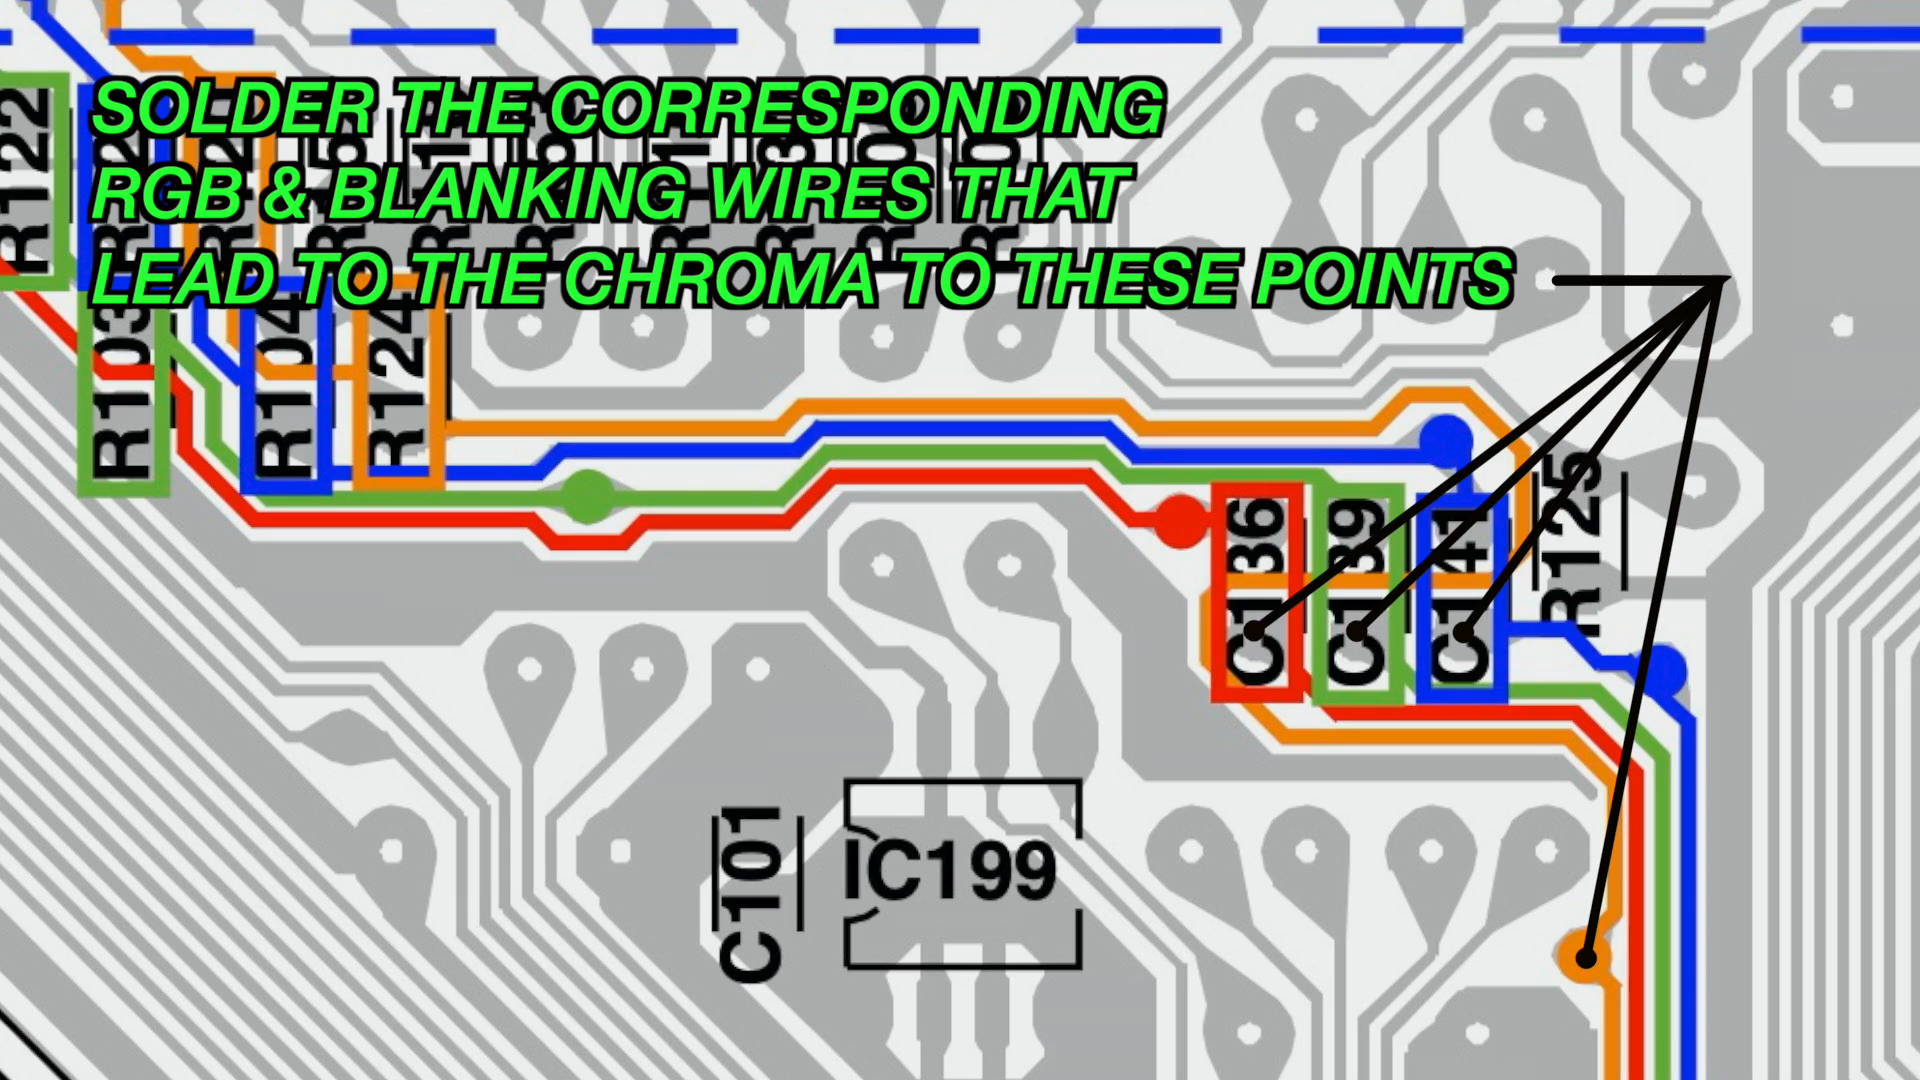 SOLDER THE CORRESPONDING
RGB & BLANKING WIRES THAT
LEAD TO THE CHROMA TO THESE POINTS
R122
R103
R104
R124
C136
C139
C141
R125
C101
IC199